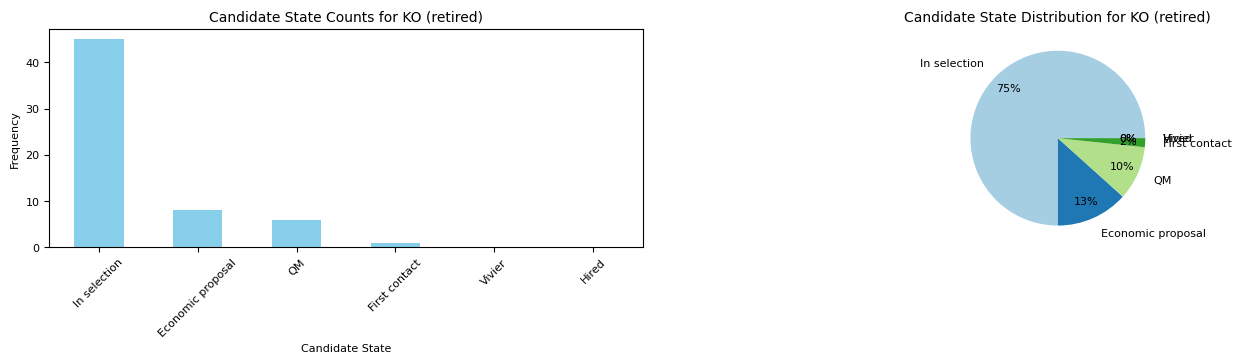 Candidate State Counts for KO (retired)
Frequency
40
30
20
10
0
In selection
Economic proposal
QM
First contact
Vivier
Hired
Candidate State
Candidate State Distribution for KO (retired)
In selection
75%
0%
Vivier
2%
First contact
10%
QM
13%
Economic proposal